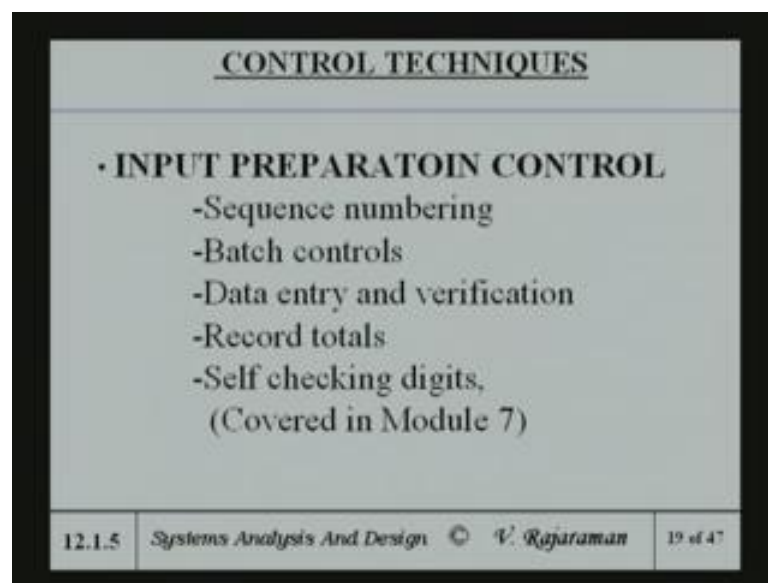 CONTROL TECHNIQUES
· INPUT PREPARATOIN CONTROL
-Sequence numbering
-Batch controls
-Data entry and verification
-Record totals
-Self checking digits,
(Covered in Module 7)
12.1.5 Systems Analysis And Design © V. Rajaraman 19 of 47